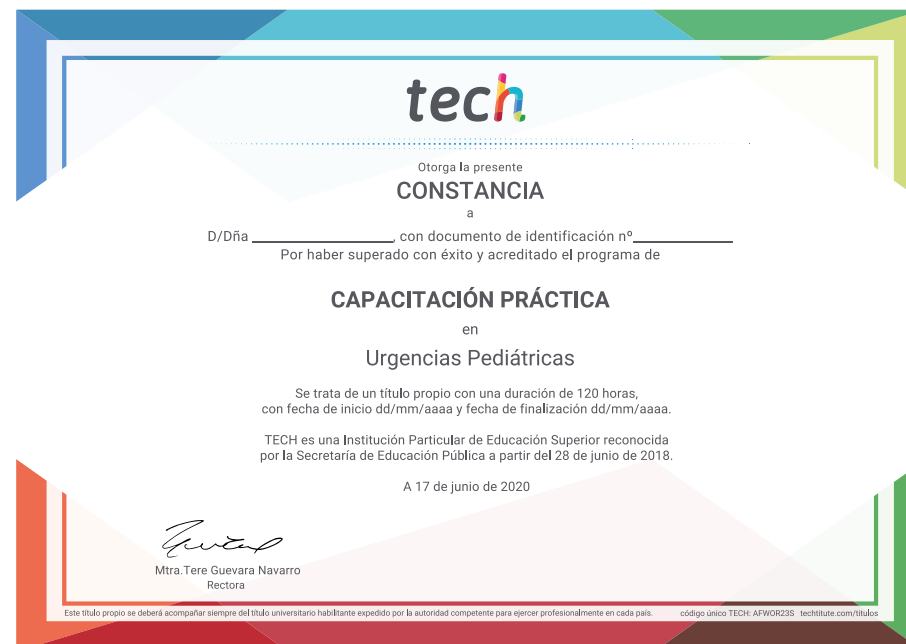 tech
Otorga la presente
CONSTANCIA
a
D/Dña ____________, con documento de identificación nº____________
Por haber superado con éxito y acreditado el programa de
CAPACITACIÓN PRÁCTICA
en
Urgencias Pediátricas
Se trata de un título propio con una duración de 120 horas,
con fecha de inicio dd/mm/aaaa y fecha de finalización dd/mm/aaaa.
TECH es una Institución Particular de Educación Superior reconocida
por la Secretaría de Educación Pública a partir del 28 de junio de 2018.
A 17 de junio de 2020
Mtra.Tere Guevara Navarro
Rectora
Este título propio se deberá acompañar siempre del título universitario habilitante expedido por la autoridad competente para ejercer profesionalmente en cada país. código único TECH: AFWOR23S techtitute.com/titulos